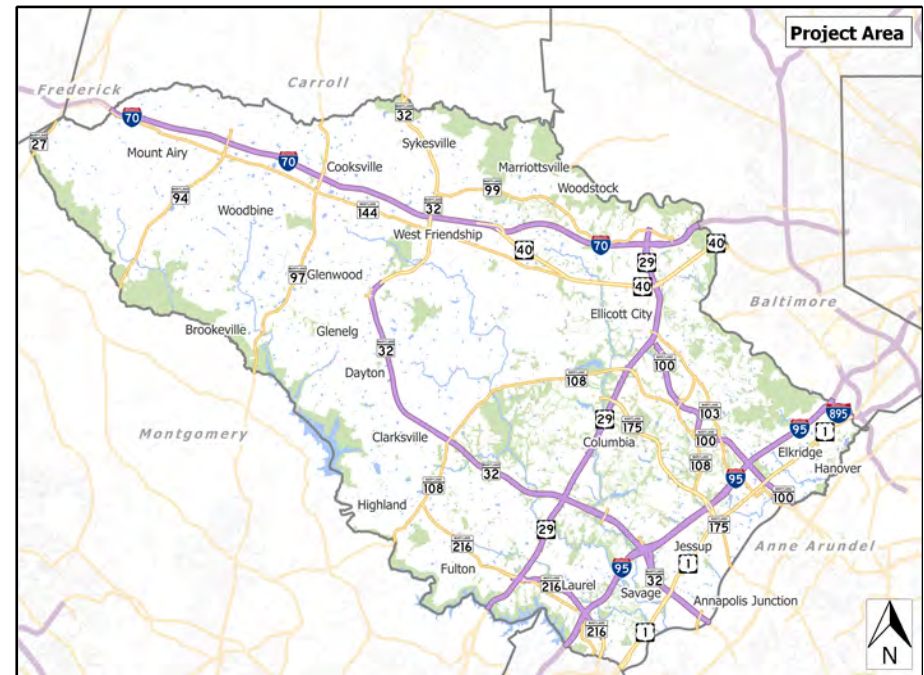 Project Area
Carroll
Frederick
70
32
27
Mount Airy
Sykesville
70
Cooksville
Marriottsville
99
Woodstock
94
Woodbine
144
32
West Friendship
40
70
40
29
97
Glenwood
40
Baltimore
Brookeville
Glenelg
Ellicott City
32
Dayton
100
108
895
29
175
103
95
1
Montgomery
Clarksville
Columbia
100
Elkridge
32
108
Hanover
108
95
100
Highland
29
175
216
Jessup
Anne Arundel
Fulton
95
1
216
Laurel
32
Savage
Annapolis Junction
216
1
N